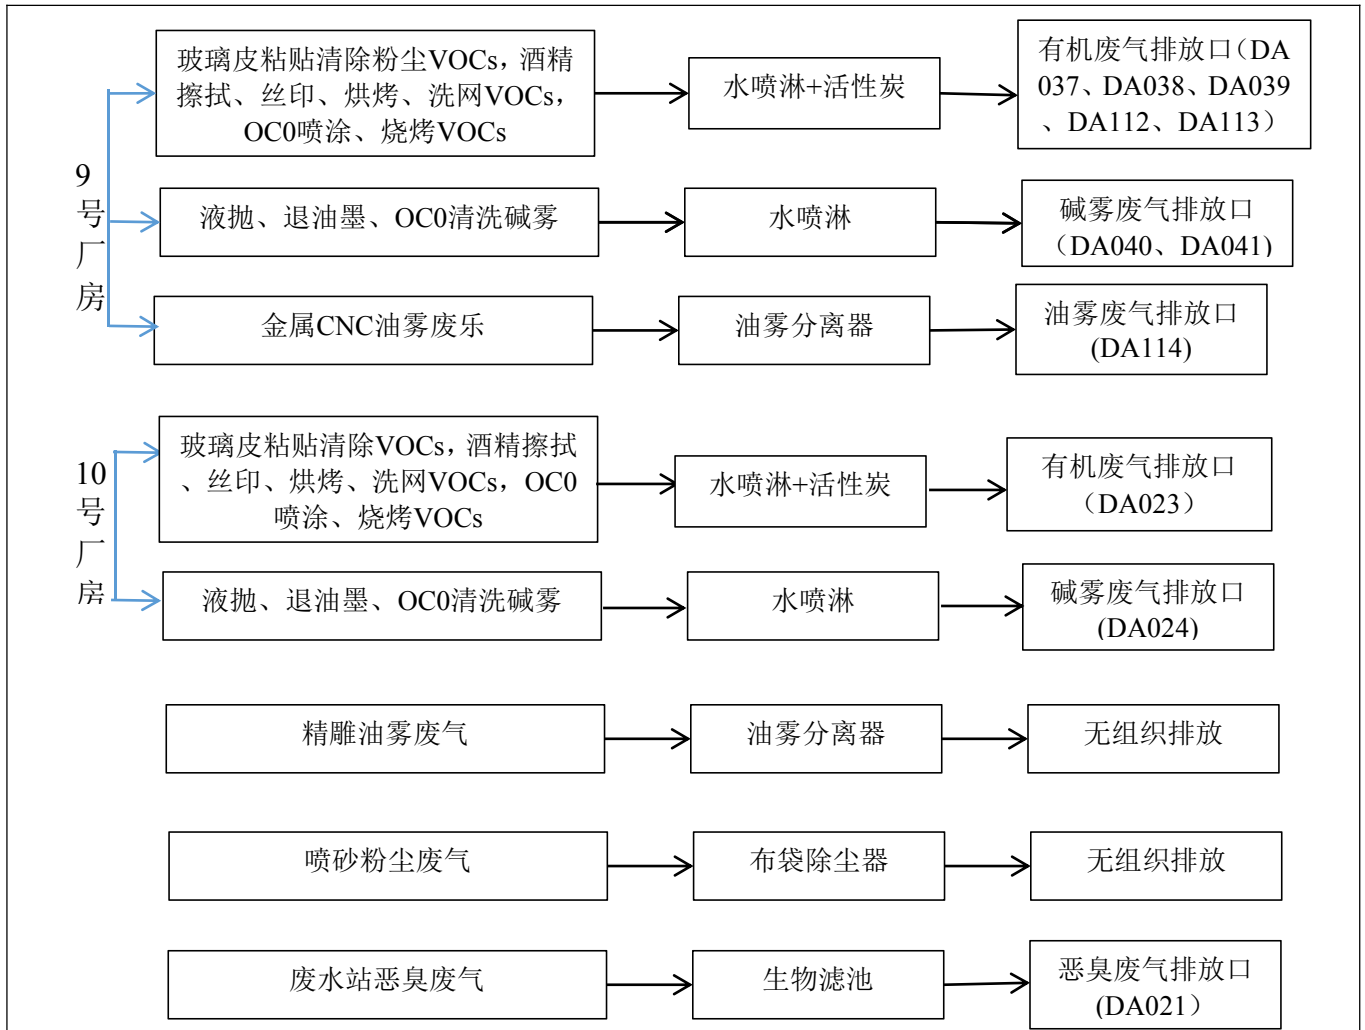 9
号
厂
房
玻璃皮粘贴清除粉尘VOCs，酒精
擦拭、丝印、烘烤、洗网VOCs，
OC0喷涂、烧烤VOCs
水喷淋+活性炭
有机废气排放口（DA
037、DA038、DA039
、DA112、DA113）
液抛、退油墨、OC0清洗碱雾
水喷淋
碱雾废气排放口
（DA040、DA041)
金属CNC油雾废乐
油雾分离器
油雾废气排放口
(DA114)
10
号
厂
房
玻璃皮粘贴清除VOCs，酒精擦拭
、丝印、烘烤、洗网VOCs，OC0
喷涂、烧烤VOCs
水喷淋+活性炭
有机废气排放口
（DA023）
液抛、退油墨、OC0清洗碱雾
水喷淋
碱雾废气排放口
(DA024)
精雕油雾废气
油雾分离器
无组织排放
喷砂粉尘废气
布袋除尘器
无组织排放
废水站恶臭废气
生物滤池
恶臭废气排放口
(DA021）